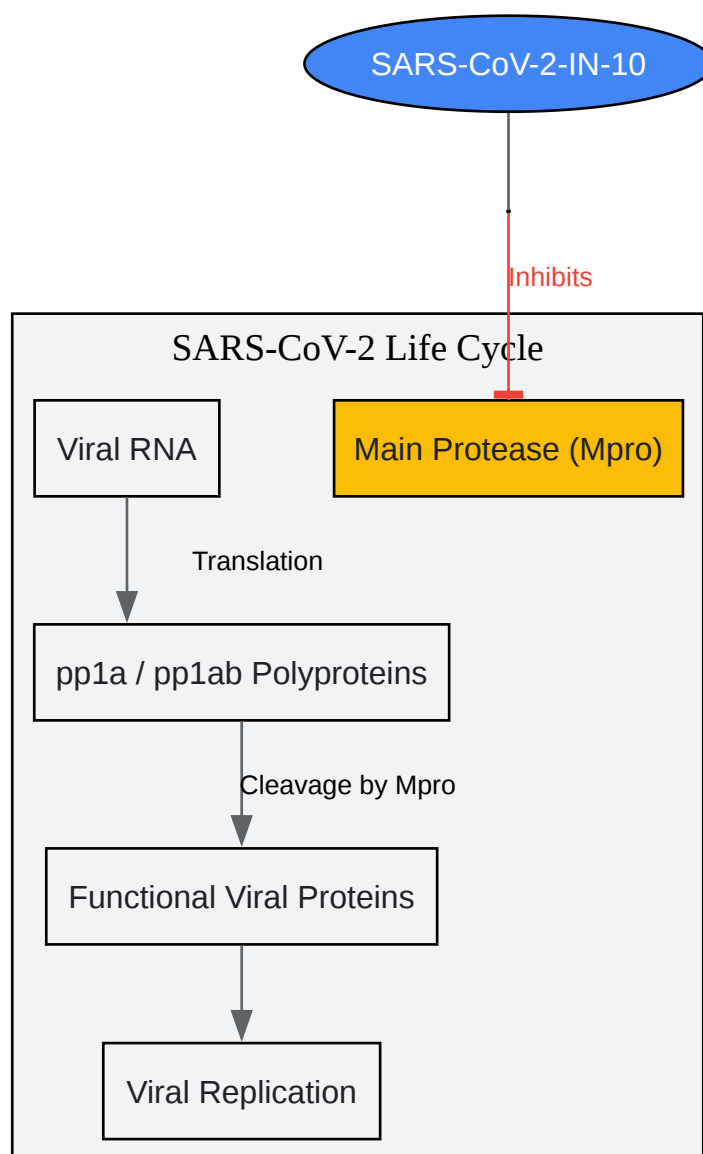 SARS-CoV-2-IN-10
Inhibits
SARS-CoV-2 Life Cycle
Viral RNA
Main Protease (Mpro)
Translation
pp1a / pp1ab Polyproteins
Cleavage by Mpro
Functional Viral Proteins
Viral Replication